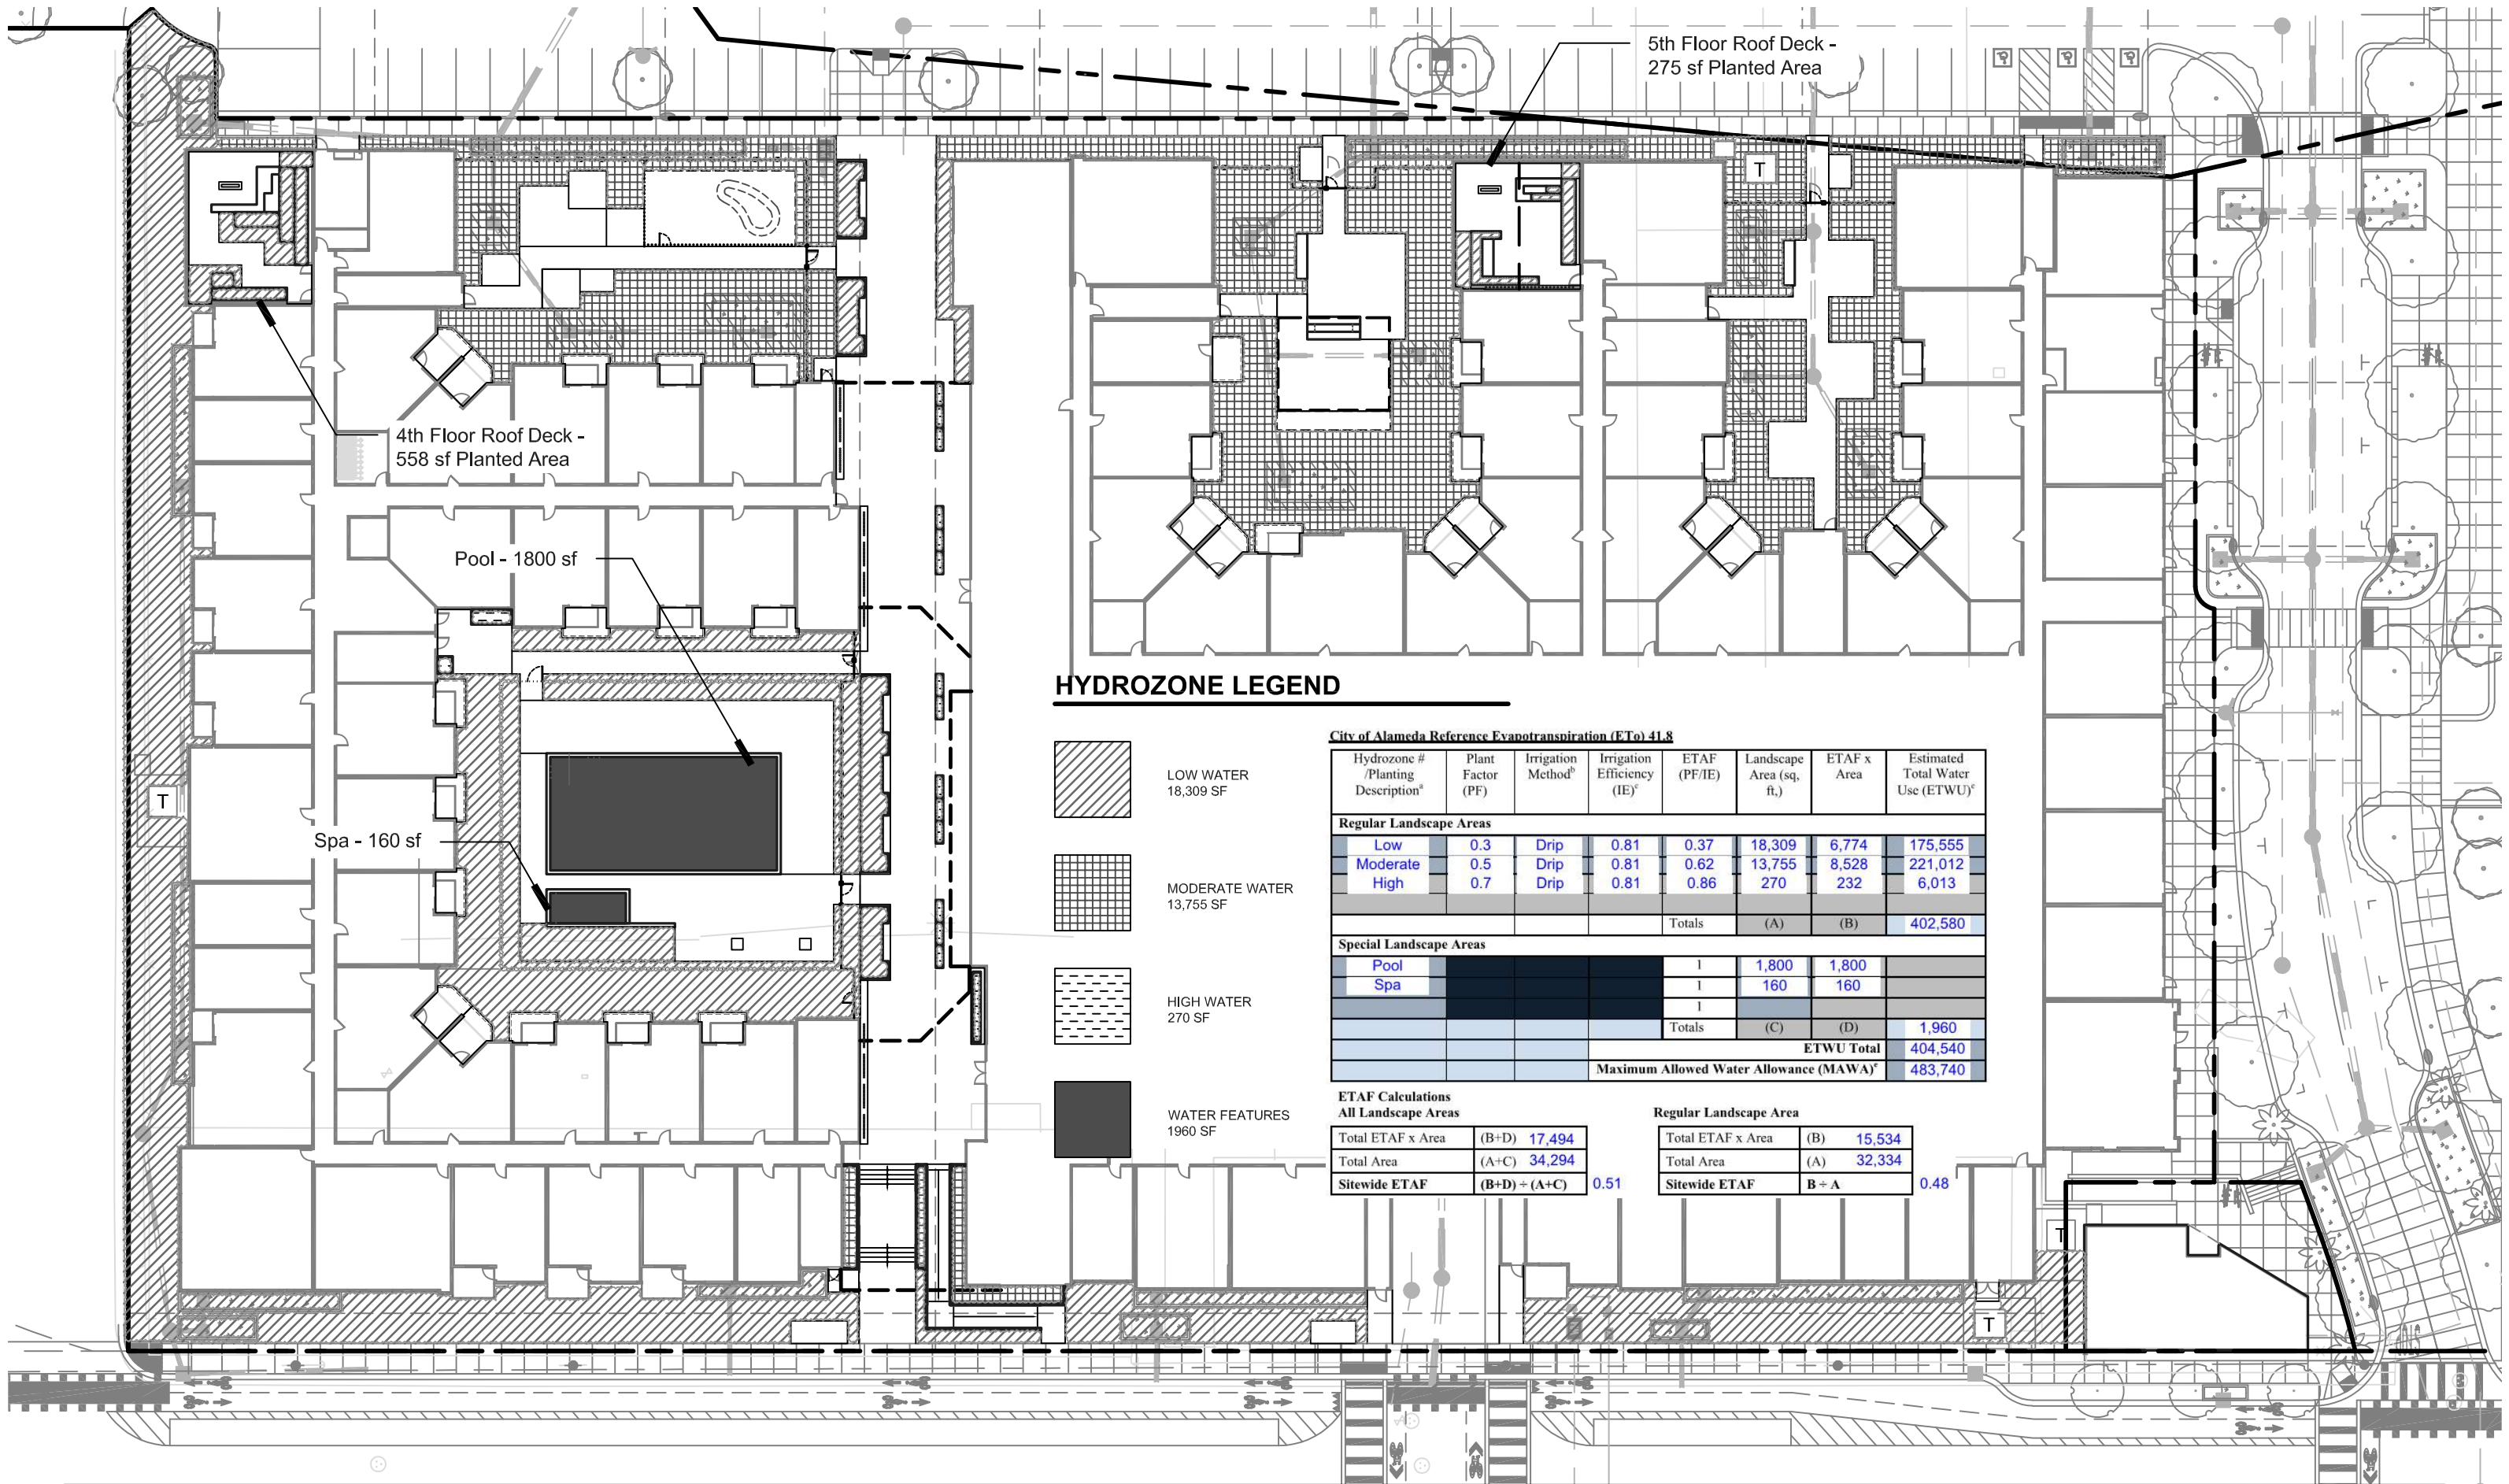 5th Floor Roof Deck -
275 sf Planted Area
T
4th Floor Roof Deck -
558 sf Planted Area
Pool - 1800 sf
Spa - 160 sf
T
HYDROZONE LEGEND
LOW WATER
18,309 SF
MODERATE WATER
13,755 SF
HIGH WATER
270 SF
WATER FEATURES
1960 SF
City of Alameda Reference Evapotranspiration (ETo) 41.8
Hydrozone # /Planting Descriptionᵃ Plant Factor (PF) Irrigation Methodᵇ Irrigation Efficiency (IE)ᶜ ETAF (PF/IE) Landscape Area (sq, ft,) ETAF x Area Estimated Total Water Use (ETWU)ᵉ
Regular Landscape Areas
Low 0.3 Drip 0.81 0.37 18,309 6,774 175,555
Moderate 0.5 Drip 0.81 0.62 13,755 8,528 221,012
High 0.7 Drip 0.81 0.86 270 232 6,013
Totals (A) (B) 402,580
Special Landscape Areas
Pool 1 1,800 1,800
Spa 1 160 160
1
Totals (C) (D) 1,960
ETWU Total 404,540
Maximum Allowed Water Allowance (MAWA)ᵉ 483,740
ETAF Calculations
All Landscape Areas
Total ETAF x Area (B+D) 17,494
Total Area (A+C) 34,294
Sitewide ETAF (B+D) ÷ (A+C) 0.51
Regular Landscape Area
Total ETAF x Area (B) 15,534
Total Area (A) 32,334
Sitewide ETAF B ÷ A 0.48
T
T